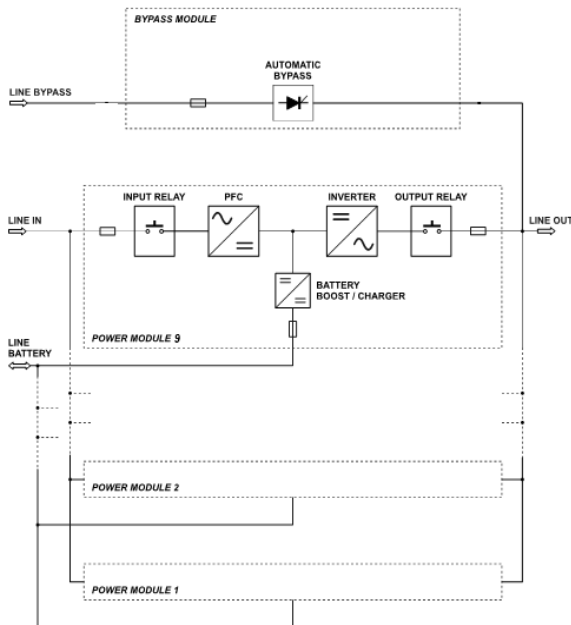 BYPASS MODULE
AUTOMATIC
BYPASS
LINE BYPASS
INPUT RELAY
PFC
INVERTER
OUTPUT RELAY
LINE IN
LINE OUT
BATTERY
BOOST / CHARGER
POWER MODULE 9
LINE
BATTERY
POWER MODULE 2
POWER MODULE 1